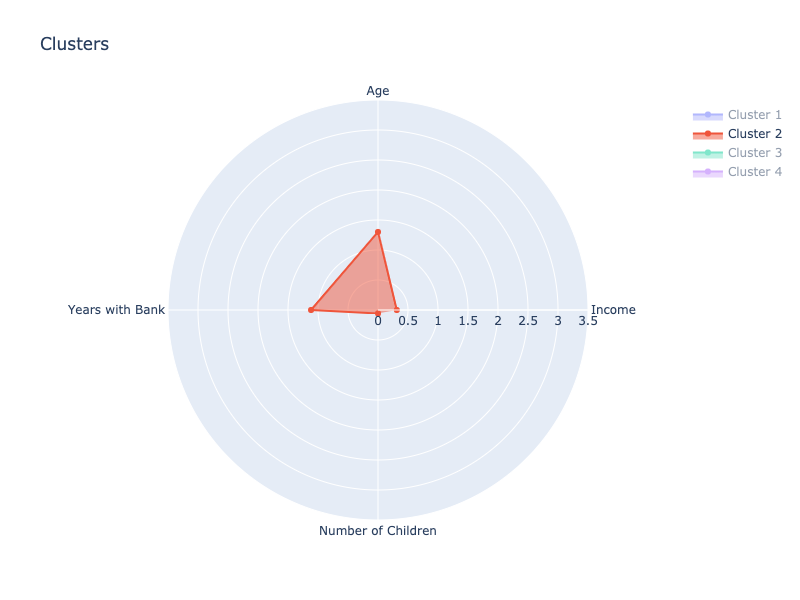 Clusters
Age
Cluster 1
Cluster 2
Cluster 3
Cluster 4
Years with Bank
Income
0 0.5 1 1.5 2 2.5 3 3.5
Number of Children